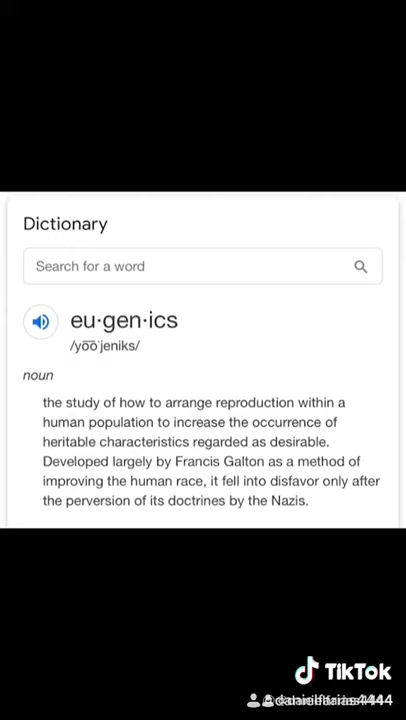 Dictionary
Search for a word
eu·gen·ics
/yo͞oˈjeniks/
noun
the study of how to arrange reproduction within a
human population to increase the occurrence of
heritable characteristics regarded as desirable.
Developed largely by Francis Galton as a method of
improving the human race, it fell into disfavor only after
the perversion of its doctrines by the Nazis.
TikTok